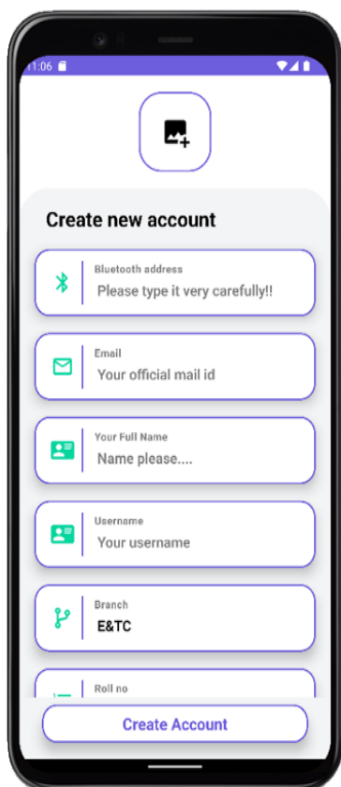 11:06
Create new account
Bluetooth address
Please type it very carefully!!
Email
Your official mail id
Your Full Name
Name please....
Username
Your username
Branch
E&TC
Roll no
Create Account